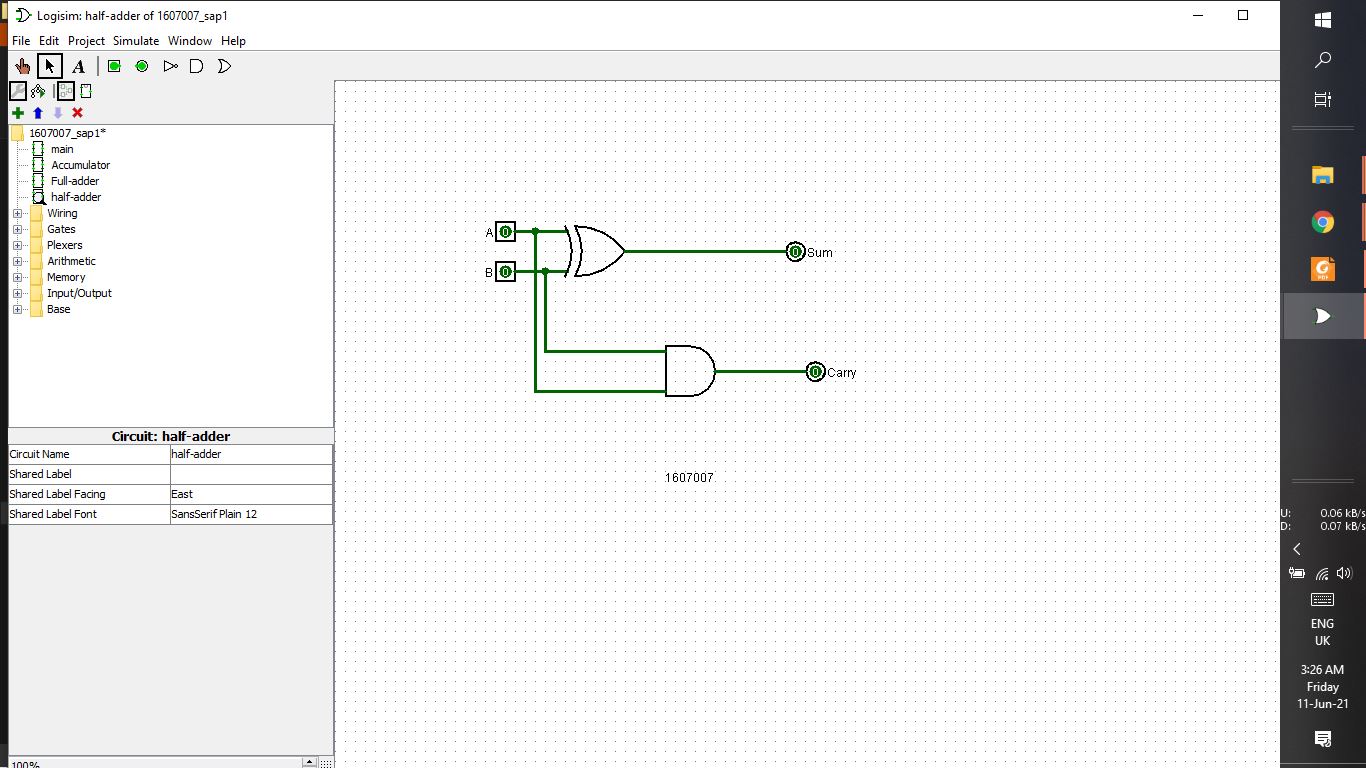 Logisim: half-adder of 1607007_sap1
File Edit Project Simulate Window Help
A
1607007_sap1*
main
Accumulator
Full-adder
half-adder
Wiring
Gates
Plexers
Arithmetic
Memory
Input/Output
Base
Circuit: half-adder
Circuit Name half-adder
Shared Label
Shared Label Facing East
Shared Label Font SansSerif Plain 12
100%
A 0
B 0
0 Sum
0 Carry
1607007
PDF
U: 0.06 kB/s
D: 0.07 kB/s
ENG
UK
3:26 AM
Friday
11-Jun-21